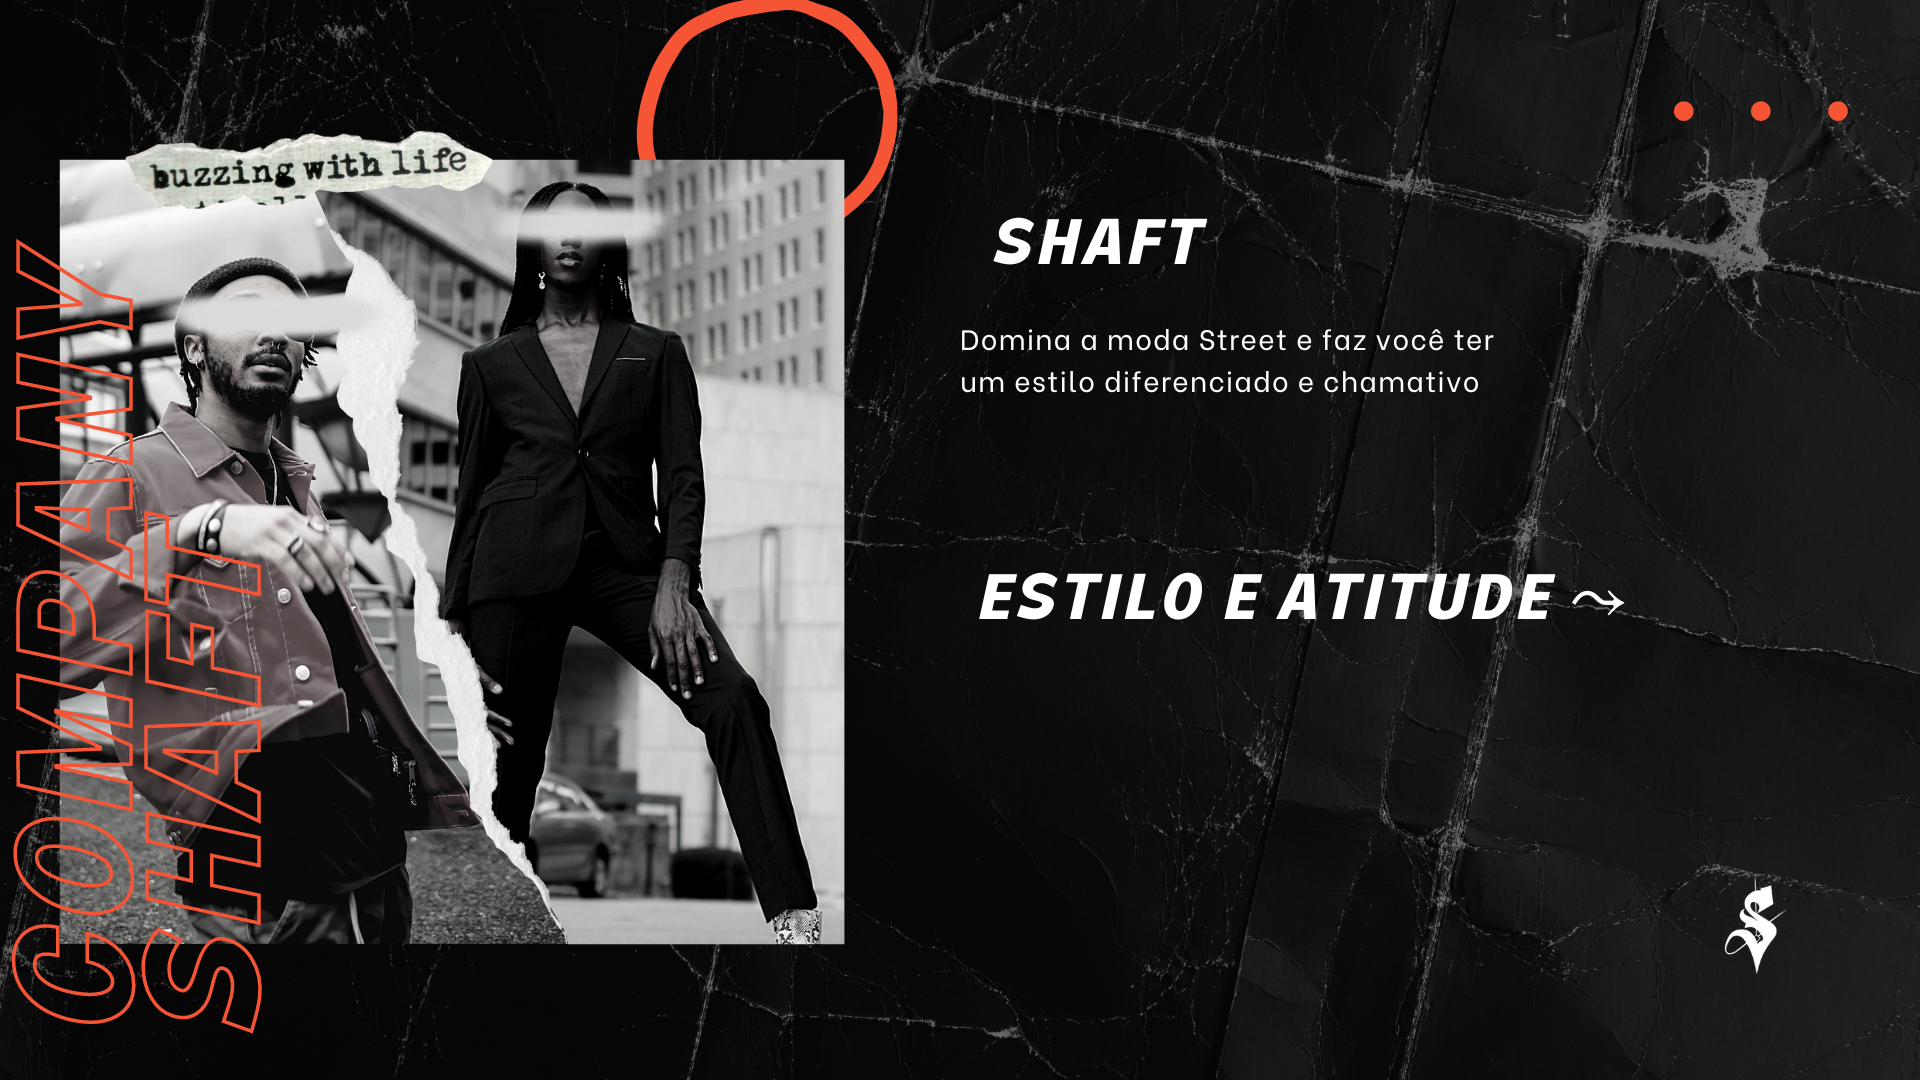 buzzing with life
COMPANY
SHAFT
SHAFT
Domina a moda Street e faz você ter
um estilo diferenciado e chamativo
ESTILO E ATITUDE ⤳
S